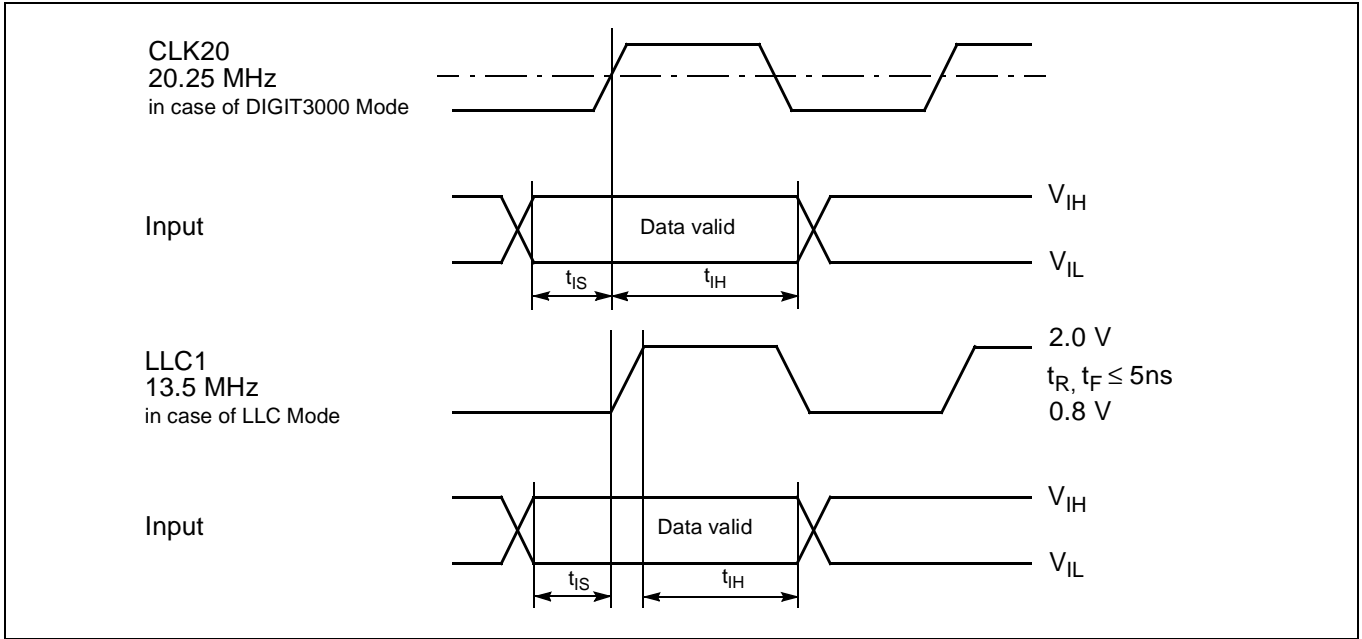 CLK20
20.25 MHz
in case of DIGIT3000 Mode
Input
Data valid
V_IH
V_IL
t_IS
t_IH
LLC1
13.5 MHz
in case of LLC Mode
2.0 V
t_R, t_F ≤ 5ns
0.8 V
Input
Data valid
V_IH
V_IL
t_IS
t_IH